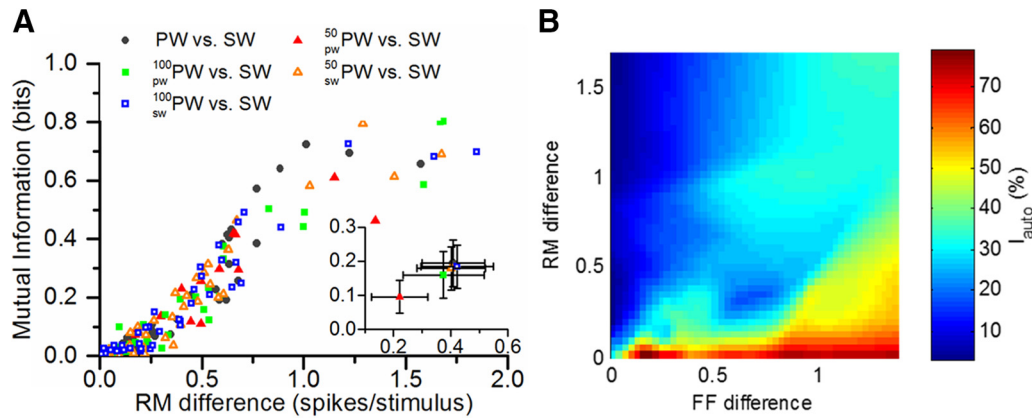 A
PW vs. SW
100 pw PW vs. SW
100 sw PW vs. SW
50 pw PW vs. SW
50 sw PW vs. SW
Mutual Information (bits)
1.0
0.8
0.6
0.4
0.2
0.0
0.0
0.5
1.0
1.5
2.0
RM difference (spikes/stimulus)
0.3
0.2
0.1
0.0
0.2
0.4
0.6
B
RM difference
1.5
1
0.5
0
0
0.5
1
FF difference
70
60
50
40
30
20
10
Iauto (%)